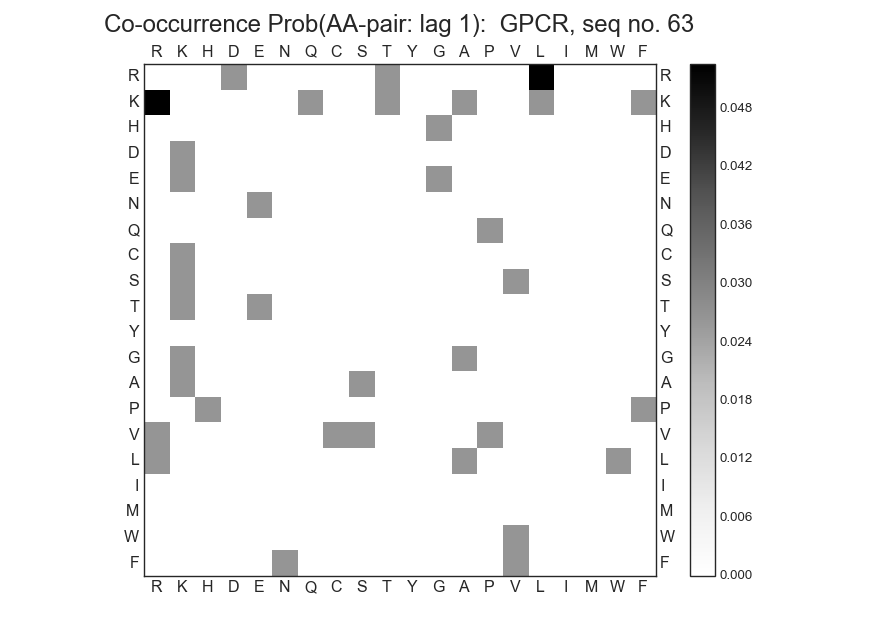 Co-occurrence Prob(AA-pair: lag 1):  GPCR, seq no. 63
R K H D E N Q C S T Y G A P V L I M W F
R R
K K 0.048
H H
D D 0.042
E E
N N 0.036
Q Q
C C 0.030
S S
T T 0.024
Y Y
G G 0.018
A A
P P
V V 0.012
L L
I I 0.006
M M
W W
F F 0.000
R K H D E N Q C S T Y G A P V L I M W F